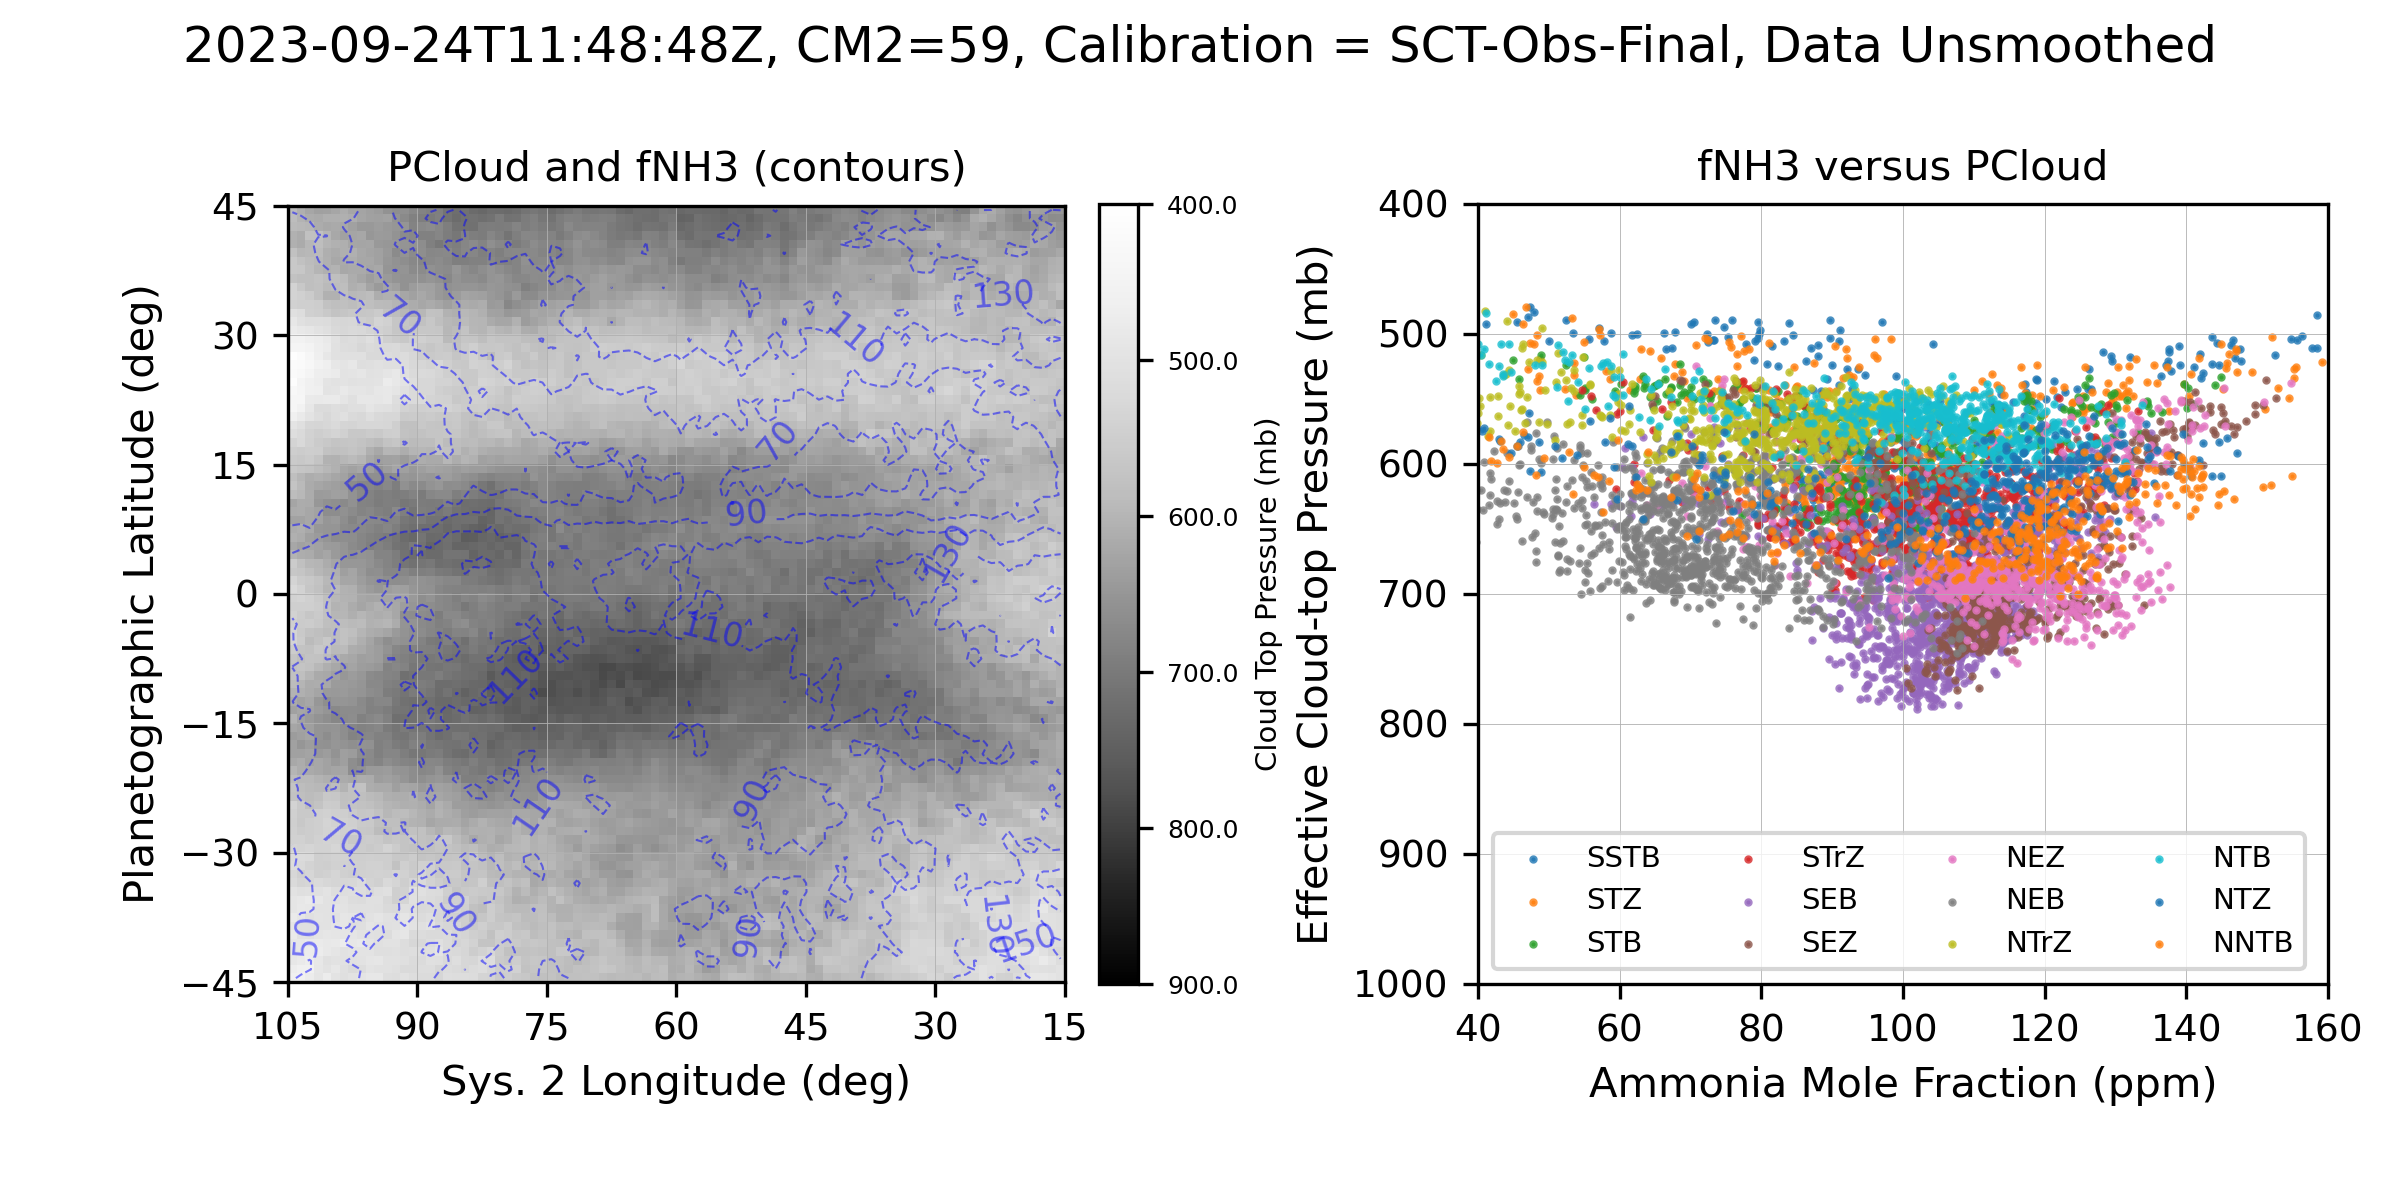 2023-09-24T11:48:48Z, CM2=59, Calibration = SCT-Obs-Final, Data Unsmoothed
PCloud and fNH3 (contours)
Planetographic Latitude (deg)
45
30
15
0
−15
−30
−45
105
90
75
60
45
30
15
Sys. 2 Longitude (deg)
70
110
130
70
50
90
130
110
110
110
90
70
90
50
90
130
150
400.0
500.0
600.0
700.0
800.0
900.0
Cloud Top Pressure (mb)
fNH3 versus PCloud
Effective Cloud-top Pressure (mb)
400
500
600
700
800
900
1000
40
60
80
100
120
140
160
Ammonia Mole Fraction (ppm)
SSTB
STZ
STB
STrZ
SEB
SEZ
NEZ
NEB
NTrZ
NTB
NTZ
NNTB